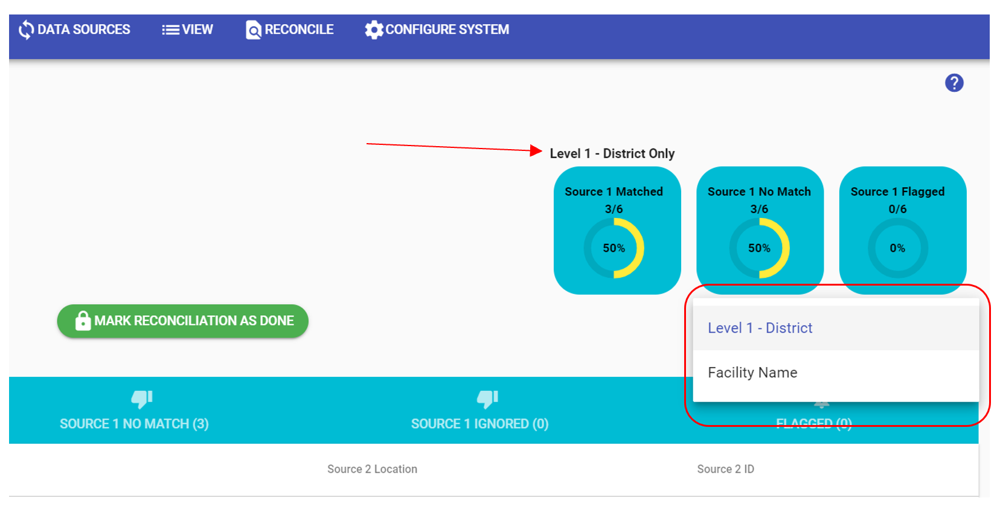 DATA SOURCES VIEW RECONCILE CONFIGURE SYSTEM
?
Level 1 - District Only
Source 1 Matched
3/6
50%
Source 1 No Match
3/6
50%
Source 1 Flagged
0/6
0%
MARK RECONCILIATION AS DONE
Level 1 - District
Facility Name
SOURCE 1 NO MATCH (3)
SOURCE 1 IGNORED (0)
FLAGGED (0)
Source 2 Location
Source 2 ID